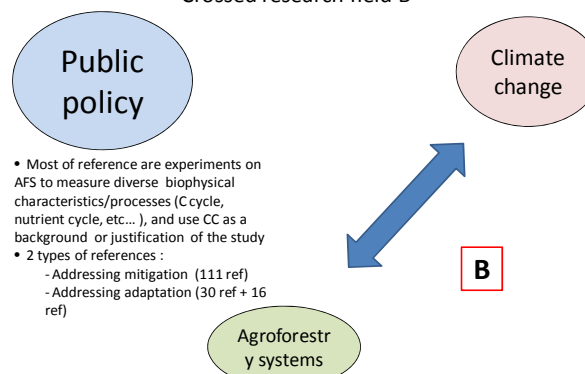 Crossed research field B
Public
policy
Climate
change
• Most of reference are experiments on
AFS to measure diverse biophysical
characteristics/processes (C cycle,
nutrient cycle, etc... ), and use CC as a
background or justification of the study
• 2 types of references :
- Addressing mitigation (111 ref)
- Addressing adaptation (30 ref + 16
ref)
B
Agroforestr
y systems